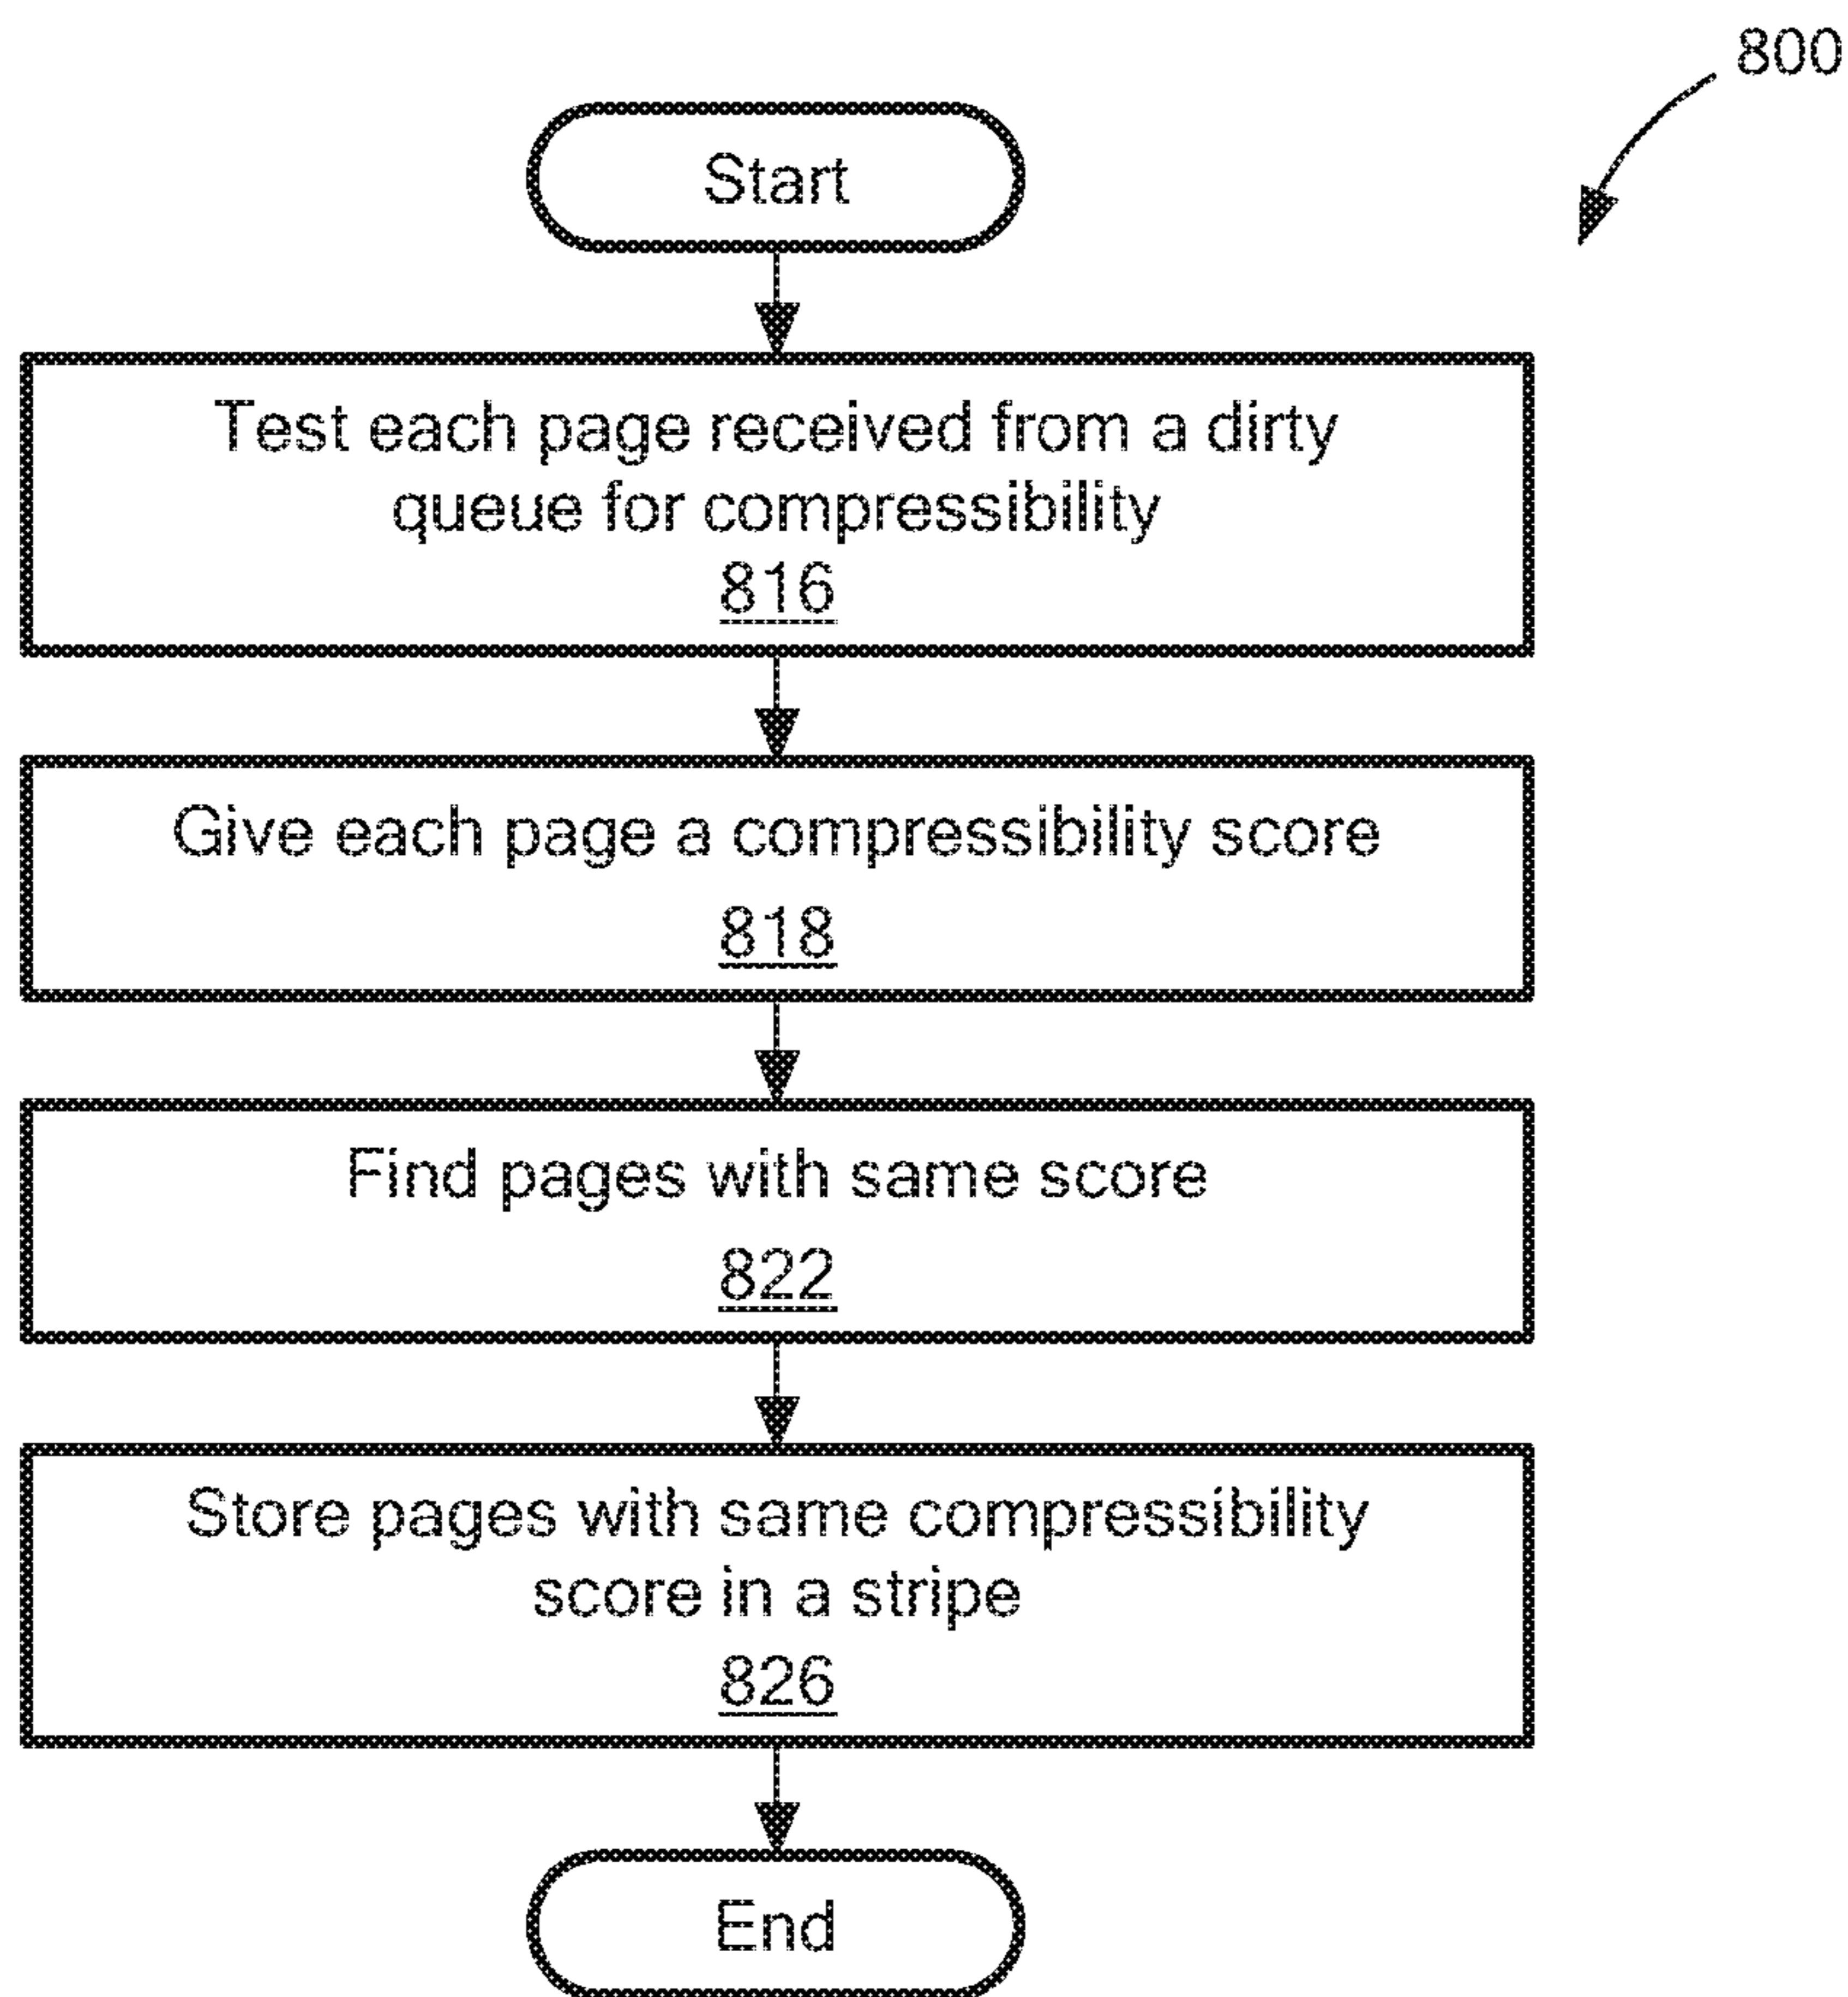 800
Start
Test each page received from a dirty
queue for compressibility
816
Give each page a compressibility score
818
Find pages with same score
822
Store pages with same compressibility
score in a stripe
826
End